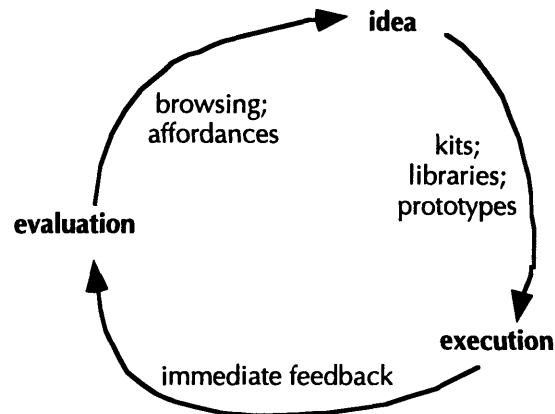 idea
browsing;
affordances
kits;
libraries;
prototypes
evaluation
execution
immediate feedback